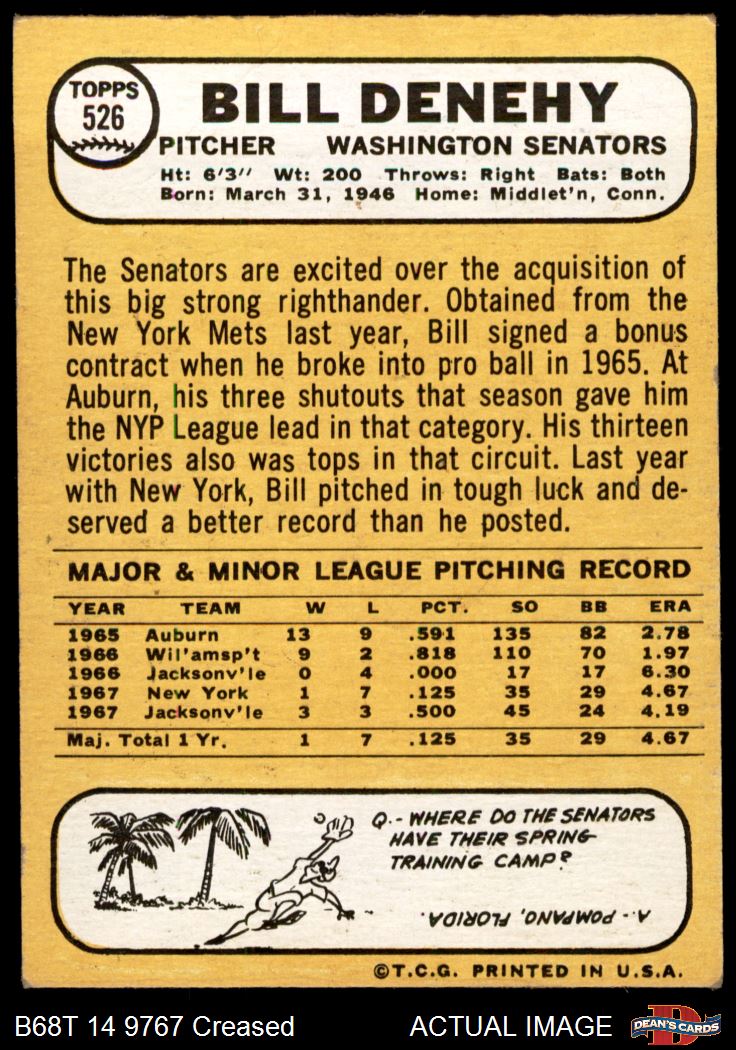 TOPPS
526
BILL DENEHY
PITCHER WASHINGTON SENATORS
Ht: 6'3" Wt: 200 Throws: Right Bats: Both
Born: March 31, 1946 Home: Middlet'n, Conn.
The Senators are excited over the acquisition of
this big strong righthander. Obtained from the
New York Mets last year, Bill signed a bonus
contract when he broke into pro ball in 1965. At
Auburn, his three shutouts that season gave him
the NYP League lead in that category. His thirteen
victories also was tops in that circuit. Last year
with New York, Bill pitched in tough luck and de-
served a better record than he posted.
MAJOR & MINOR LEAGUE PITCHING RECORD
YEAR TEAM W L PCT. SO BB ERA
1965 Auburn 13 9 .591 135 82 2.78
1966 Wil'amsp't 9 2 .818 110 70 1.97
1966 Jacksonv'le 0 4 .000 17 17 6.30
1967 New York 1 7 .125 35 29 4.67
1967 Jacksonv'le 3 3 .500 45 24 4.19
Maj. Total 1 Yr. 1 7 .125 35 29 4.67
Q.- WHERE DO THE SENATORS
HAVE THEIR SPRING
TRAINING CAMP?
A.- POMPANO, FLORIDA.
©T.C.G. PRINTED IN U.S.A.
B68T 14 9767 Creased ACTUAL IMAGE
DEAN'S CARDS